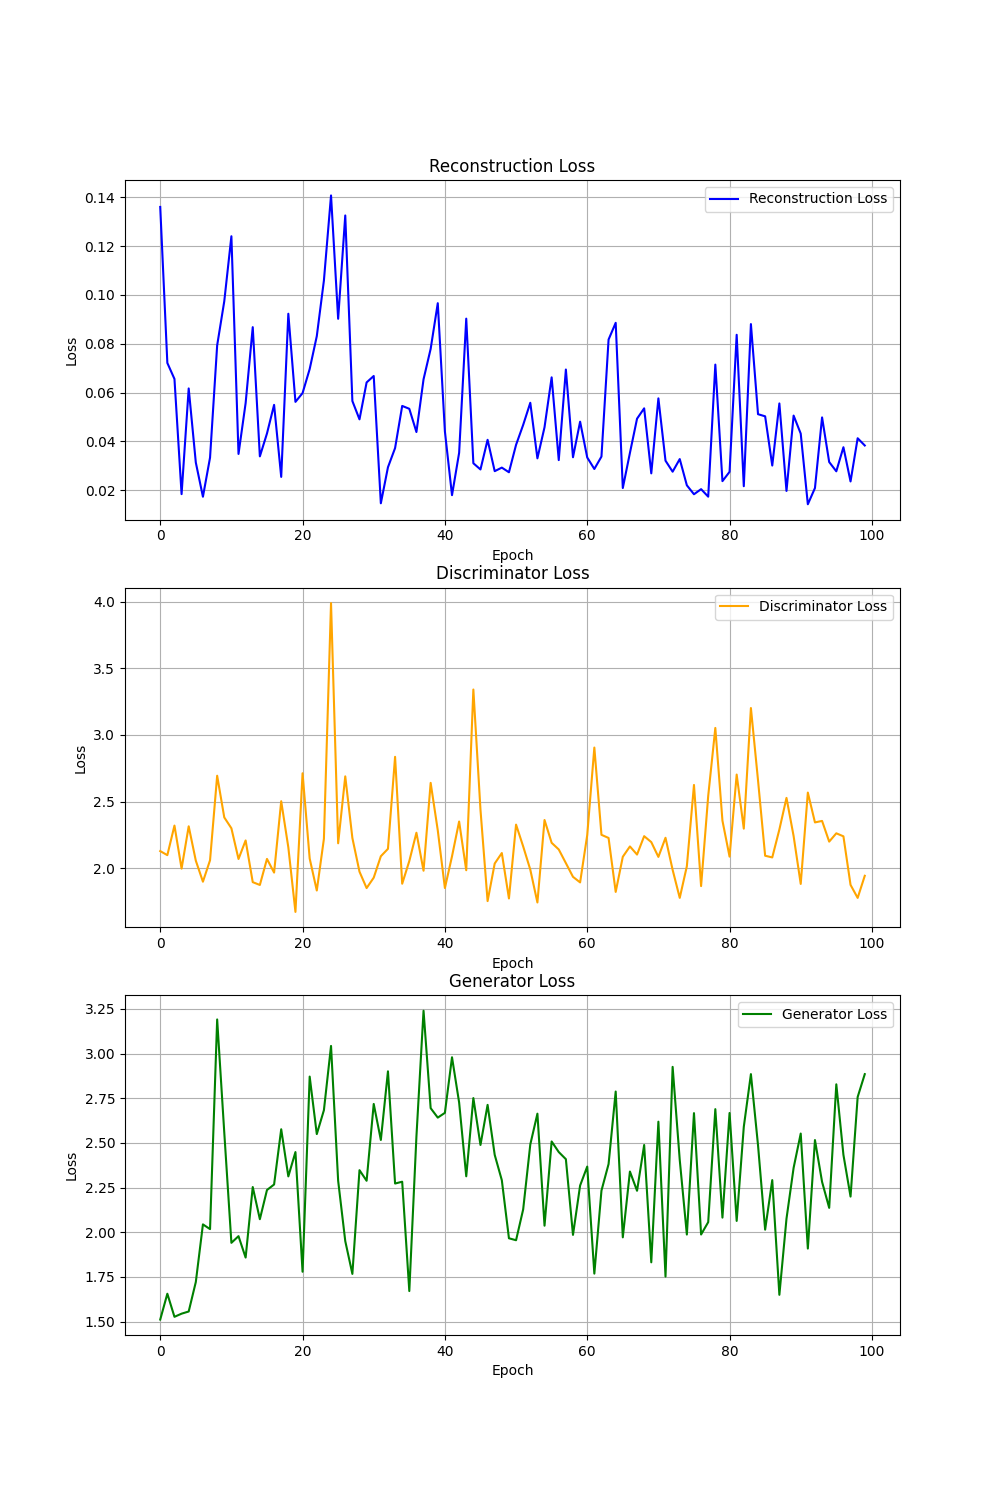 Reconstruction Loss
Reconstruction Loss
0.14
0.12
0.10
0.08
0.06
0.04
0.02
Loss
0 20 40 60 80 100
Epoch
Discriminator Loss
Discriminator Loss
4.0
3.5
3.0
2.5
2.0
Loss
0 20 40 60 80 100
Epoch
Generator Loss
Generator Loss
3.25
3.00
2.75
2.50
2.25
2.00
1.75
1.50
Loss
0 20 40 60 80 100
Epoch